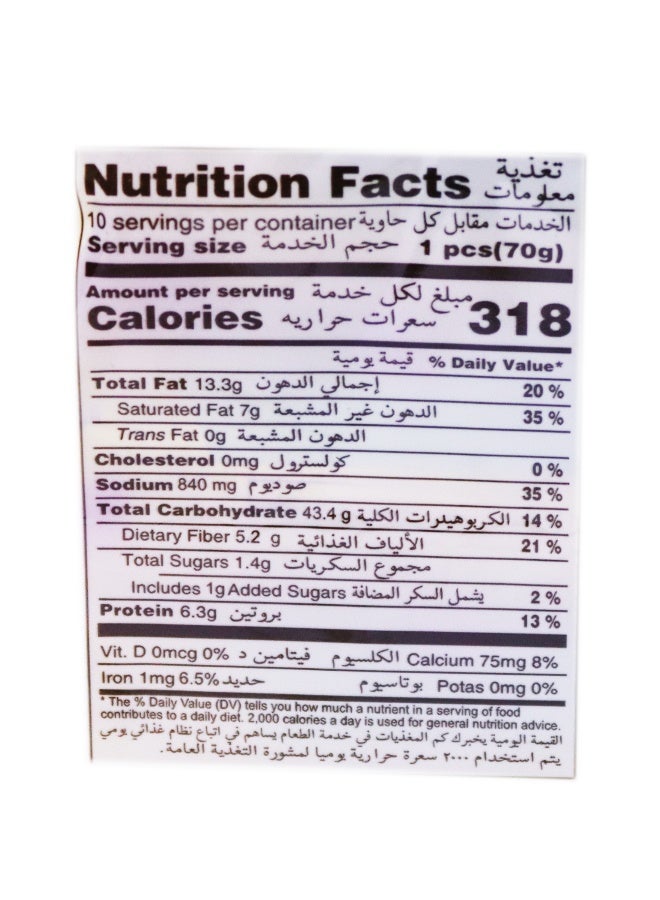 Nutrition Facts تغذية معلومات
10 servings per container الخدمات مقابل كل حاوية
Serving size حجم الخدمة 1 pcs(70g)
Amount per serving مبلغ لكل خدمة
Calories سعرات حراريه 318
قيمة يومية % Daily Value*
Total Fat 13.3g إجمالي الدهون 20 %
Saturated Fat 7g الدهون غير المشبعة 35 %
Trans Fat 0g الدهون المشبعة
Cholesterol 0mg كولسترول 0 %
Sodium 840 mg صوديوم 35 %
Total Carbohydrate 43.4 g الكربوهيدرات الكلية 14 %
Dietary Fiber 5.2 g الألياف الغذائية 21 %
Total Sugars 1.4g مجموع السكريات
Includes 1g Added Sugars يشمل السكر المضافة 2 %
Protein 6.3g بروتين 13 %
Vit. D 0mcg 0% فيتامين د الكلسيوم Calcium 75mg 8%
Iron 1mg 6.5% حديد بوتاسيوم Potas 0mg 0%
* The % Daily Value (DV) tells you how much a nutrient in a serving of food
contributes to a daily diet. 2,000 calories a day is used for general nutrition advice.
القيمة اليومية يخبرك كم المغذيات في خدمة الطعام يساهم في اتباع نظام غذائي يومي
يتم استخدام ٢٠٠٠ سعرة حرارية يوميا لمشورة التغذية العامة.